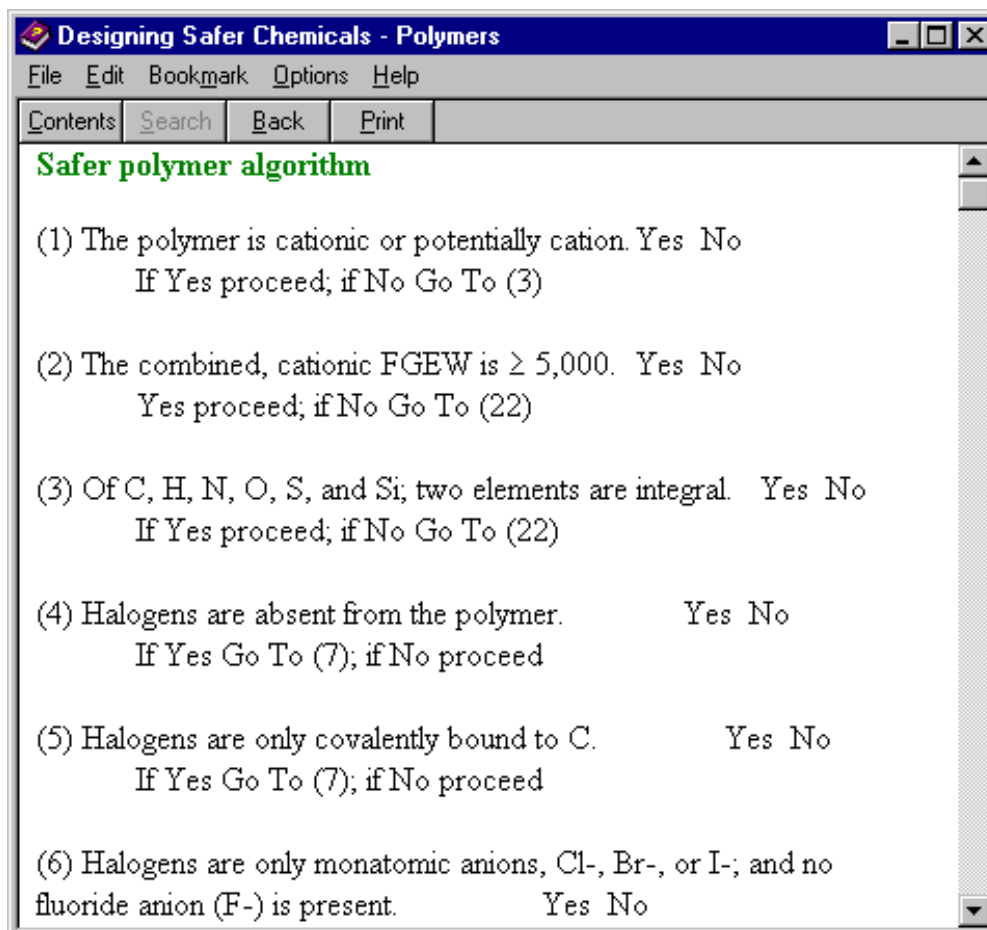 Designing Safer Chemicals - Polymers
File Edit Bookmark Options Help
Contents Search Back Print
Safer polymer algorithm
(1) The polymer is cationic or potentially cation. Yes No
If Yes proceed; if No Go To (3)
(2) The combined, cationic FGEW is ≥ 5,000. Yes No
Yes proceed; if No Go To (22)
(3) Of C, H, N, O, S, and Si; two elements are integral. Yes No
If Yes proceed; if No Go To (22)
(4) Halogens are absent from the polymer. Yes No
If Yes Go To (7); if No proceed
(5) Halogens are only covalently bound to C. Yes No
If Yes Go To (7); if No proceed
(6) Halogens are only monatomic anions, Cl-, Br-, or I-; and no
fluoride anion (F-) is present. Yes No